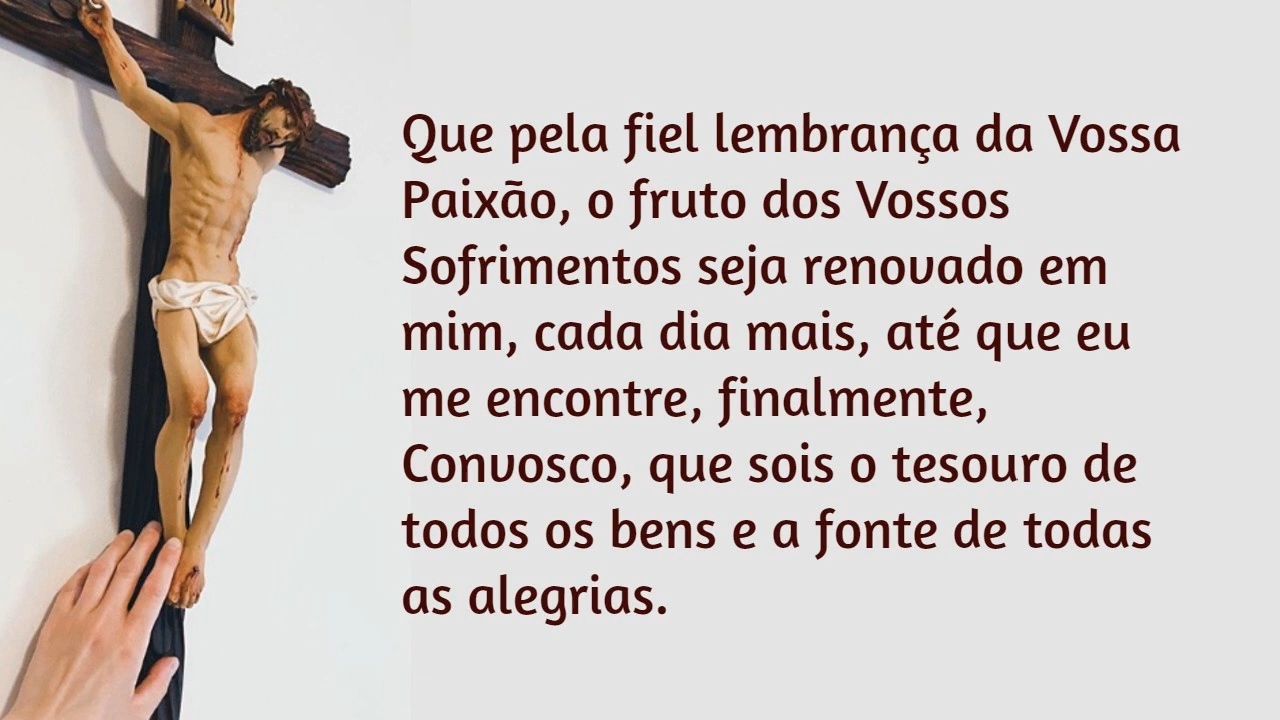 Que pela fiel lembrança da Vossa
Paixão, o fruto dos Vossos
Sofrimentos seja renovado em
mim, cada dia mais, até que eu
me encontre, finalmente,
Convosco, que sois o tesouro de
todos os bens e a fonte de todas
as alegrias.